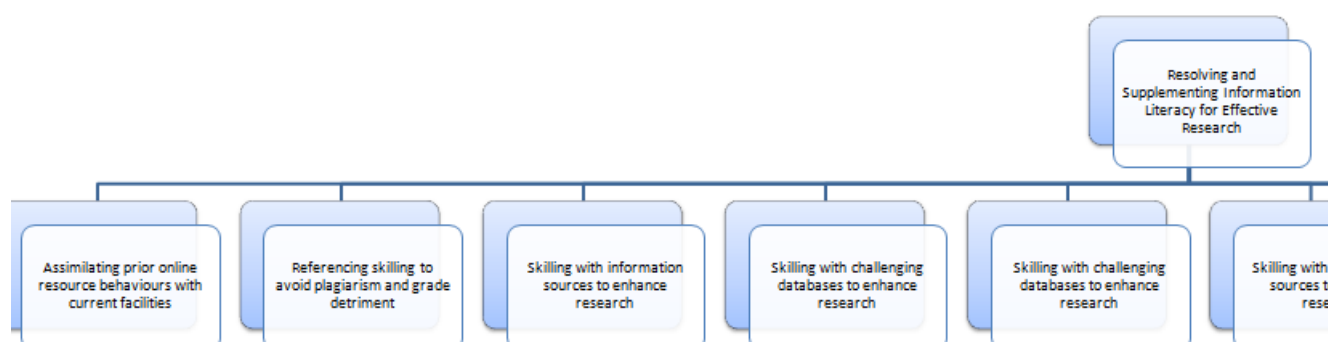 Resolving and
Supplementing Information
Literacy for Effective
Research
Assimilating prior online
resource behaviours with
current facilities
Referencing skilling to
avoid plagiarism and grade
detriment
Skilling with information
sources to enhance
research
Skilling with challenging
databases to enhance
research
Skilling with challenging
databases to enhance
research
Skilling with
sources